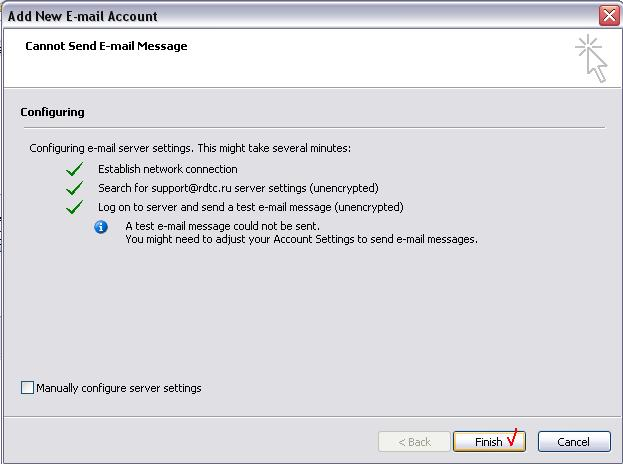 Add New E-mail Account
Cannot Send E-mail Message
Configuring
Configuring e-mail server settings. This might take several minutes:
Establish network connection
Search for support@rdtc.ru server settings (unencrypted)
Log on to server and send a test e-mail message (unencrypted)
A test e-mail message could not be sent.
You might need to adjust your Account Settings to send e-mail messages.
Manually configure server settings
< Back
Finish
Cancel